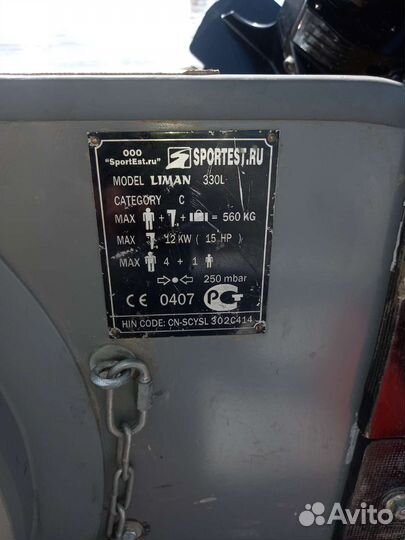 ООО
"SportEst.ru"
SPORTEST.RU
MODEL LIMAN 330L
CATEGORY C
MAX + + = 560 KG
MAX 12 KW ( 15 HP )
MAX 4 + 1
250 mbar
CE 0407 РСТ
HIN CODE: CN-SCYSL 302C414
Avito